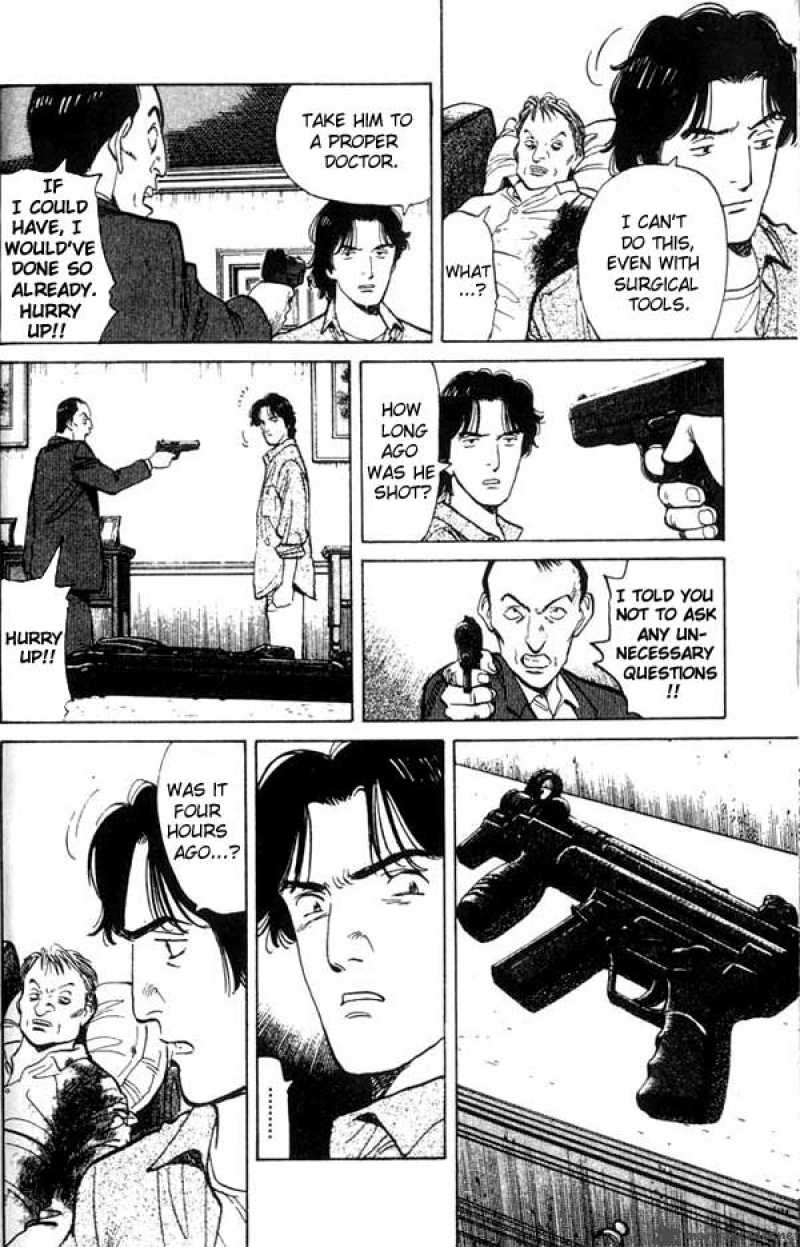 I CAN'T
DO THIS,
EVEN WITH
SURGICAL
TOOLS.
WHAT
...?
TAKE HIM TO
A PROPER
DOCTOR.
IF
I COULD
HAVE, I
WOULD'VE
DONE SO
ALREADY.
HURRY
UP!!
HOW
LONG
AGO
WAS HE
SHOT?
I TOLD YOU
NOT TO ASK
ANY UN-
NECESSARY
QUESTIONS
!!
HURRY
UP!!
.........
WAS IT
FOUR
HOURS
AGO...?